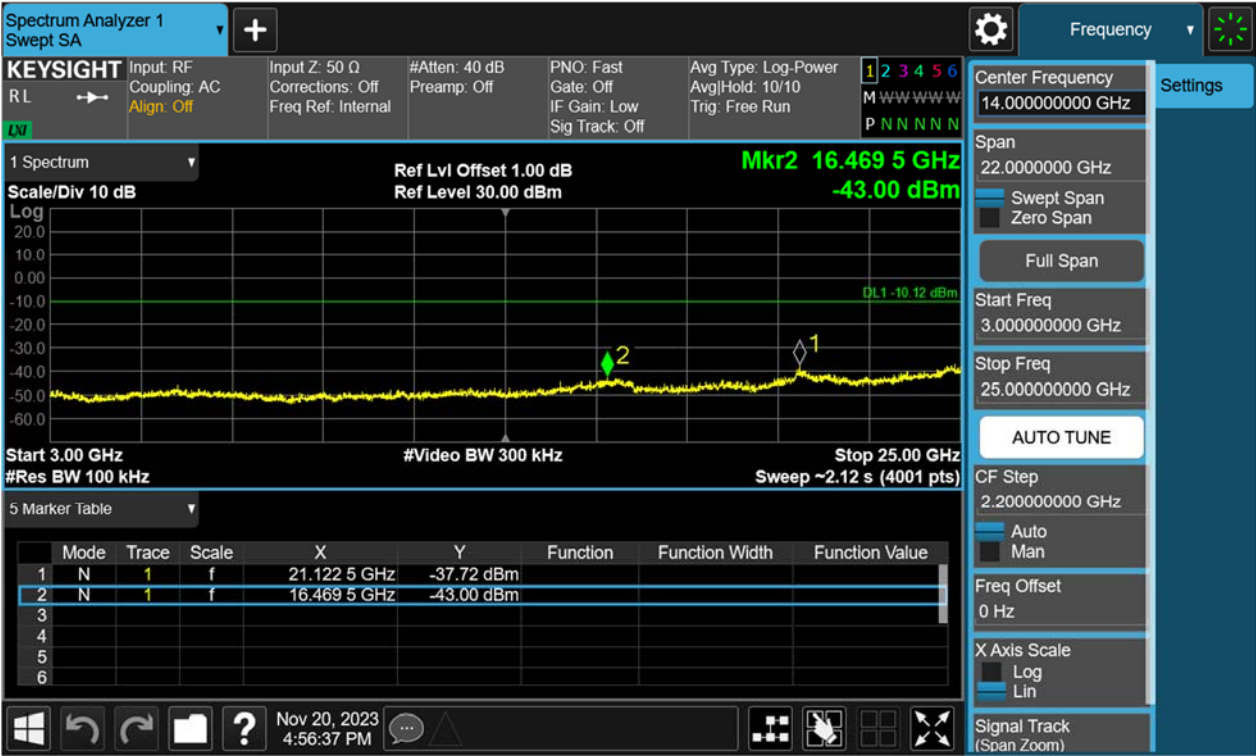 Spectrum Analyzer 1
Swept SA
+
Frequency
KEYSIGHT
R L
LXI
Input: RF
Coupling: AC
Align: Off
Input Z: 50 Ω
Corrections: Off
Freq Ref: Internal
#Atten: 40 dB
Preamp: Off
PNO: Fast
Gate: Off
IF Gain: Low
Sig Track: Off
Avg Type: Log-Power
Avg|Hold: 10/10
Trig: Free Run
1 2 3 4 5 6
M W W W W W
P N N N N N
1 Spectrum
Scale/Div 10 dB
Ref Lvl Offset 1.00 dB
Ref Level 30.00 dBm
Mkr2 16.469 5 GHz
-43.00 dBm
Log
20.0
10.0
0.00
-10.0
-20.0
-30.0
-40.0
-50.0
-60.0
DL1 -10.12 dBm
2
1
Start 3.00 GHz
#Res BW 100 kHz
#Video BW 300 kHz
Stop 25.00 GHz
Sweep ~2.12 s (4001 pts)
5 Marker Table
Mode Trace Scale X Y Function Function Width Function Value
1 N 1 f 21.122 5 GHz -37.72 dBm
2 N 1 f 16.469 5 GHz -43.00 dBm
3
4
5
6
Nov 20, 2023
4:56:37 PM
?
Center Frequency
14.000000000 GHz
Settings
Span
22.0000000 GHz
Swept Span
Zero Span
Full Span
Start Freq
3.000000000 GHz
Stop Freq
25.000000000 GHz
AUTO TUNE
CF Step
2.200000000 GHz
Auto
Man
Freq Offset
0 Hz
X Axis Scale
Log
Lin
Signal Track
(Span Zoom)